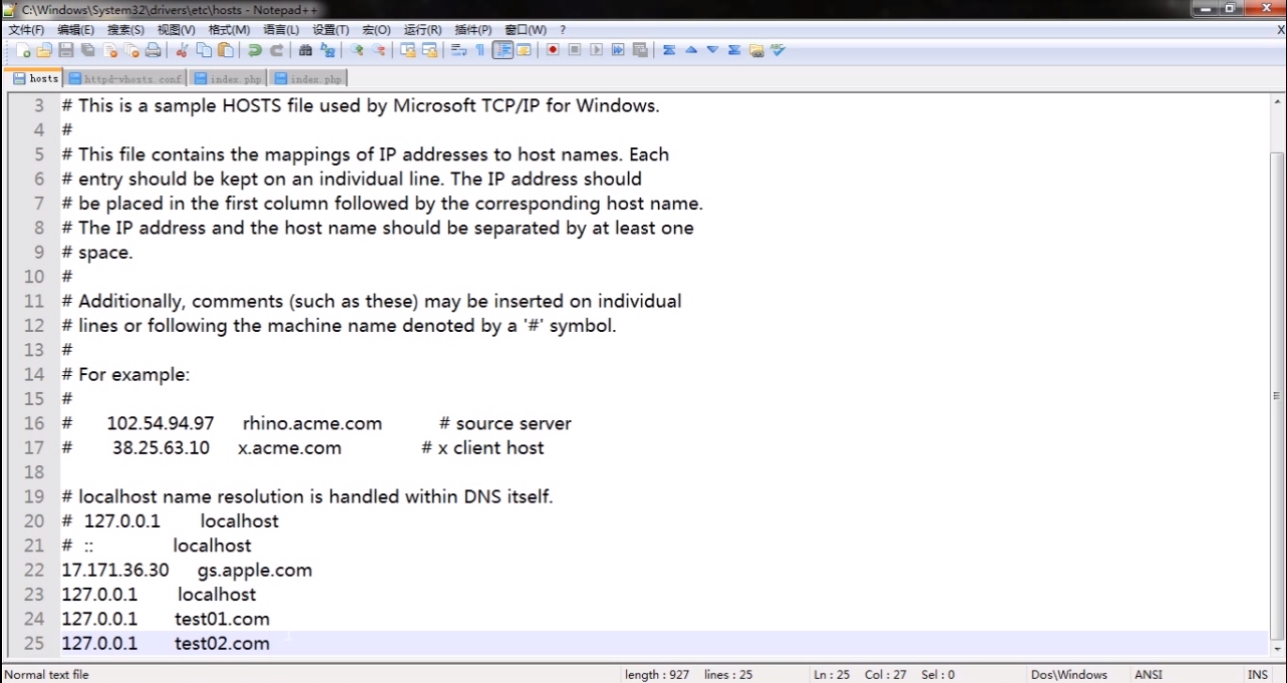 C:\Windows\System32\drivers\etc\hosts - Notepad++
文件(F) 编辑(E) 搜索(S) 视图(V) 格式(M) 语言(L) 设置(T) 宏(O) 运行(R) 插件(P) 窗口(W) ? X
hosts httpd-vhosts.conf index.php index.php
3 # This is a sample HOSTS file used by Microsoft TCP/IP for Windows.
4 #
5 # This file contains the mappings of IP addresses to host names. Each
6 # entry should be kept on an individual line. The IP address should
7 # be placed in the first column followed by the corresponding host name.
8 # The IP address and the host name should be separated by at least one
9 # space.
10 #
11 # Additionally, comments (such as these) may be inserted on individual
12 # lines or following the machine name denoted by a '#' symbol.
13 #
14 # For example:
15 #
16 # 102.54.94.97 rhino.acme.com # source server
17 # 38.25.63.10 x.acme.com # x client host
18
19 # localhost name resolution is handled within DNS itself.
20 # 127.0.0.1 localhost
21 # :: localhost
22 17.171.36.30 gs.apple.com
23 127.0.0.1 localhost
24 127.0.0.1 test01.com
25 127.0.0.1 test02.com
Normal text file length : 927 lines : 25 Ln : 25 Col : 27 Sel : 0 Dos\Windows ANSI INS